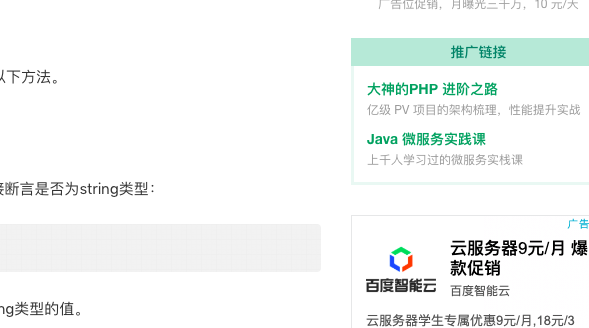 广告位促销，月曝光三千万，10 元/天
推广链接
以下方法。
大神的PHP 进阶之路
亿级 PV 项目的架构梳理，性能提升实战
Java 微服务实践课
上千人学习过的微服务实栈课
接断言是否为string类型：
广告
云服务器9元/月 爆
款促销
百度智能云
百度智能云
ng类型的值。
云服务器学生专属优惠9元/月,18元/3